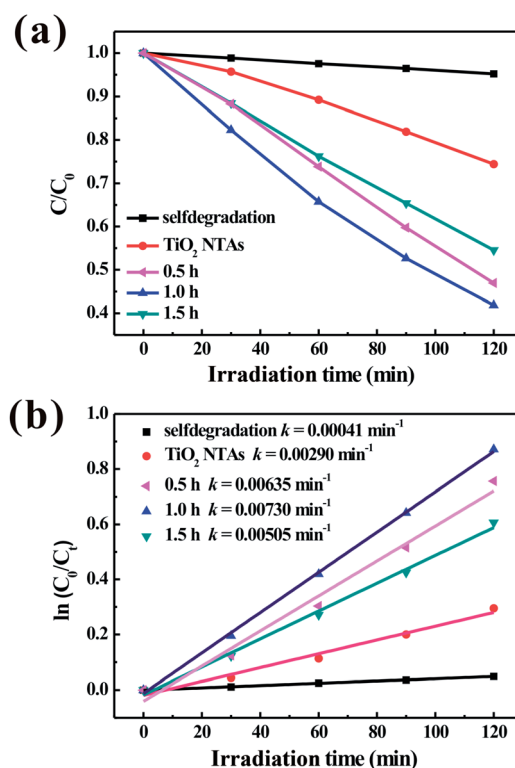 (a)
1.0
0.9
0.8
0.7
0.6
0.5
0.4
C/C₀
selfdegradation
TiO₂ NTAs
0.5 h
1.0 h
1.5 h
0 20 40 60 80 100 120
Irradiation time (min)
(b)
1.0
0.8
0.6
0.4
0.2
0.0
ln (C₀/Cₜ)
selfdegradation k = 0.00041 min⁻¹
TiO₂ NTAs k = 0.00290 min⁻¹
0.5 h k = 0.00635 min⁻¹
1.0 h k = 0.00730 min⁻¹
1.5 h k = 0.00505 min⁻¹
0 20 40 60 80 100 120
Irradiation time (min)